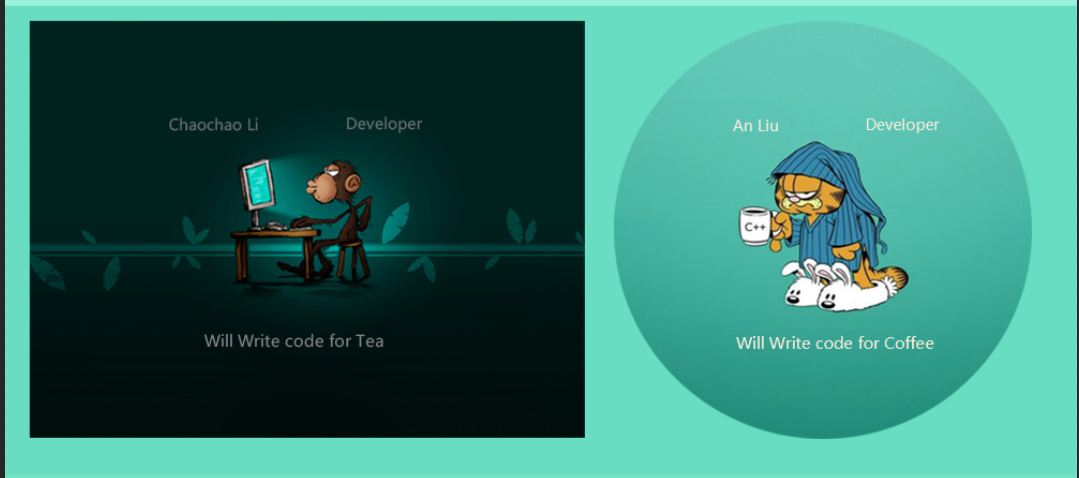 Chaochao Li Developer
Will Write code for Tea
An Liu Developer
C++
Will Write code for Coffee